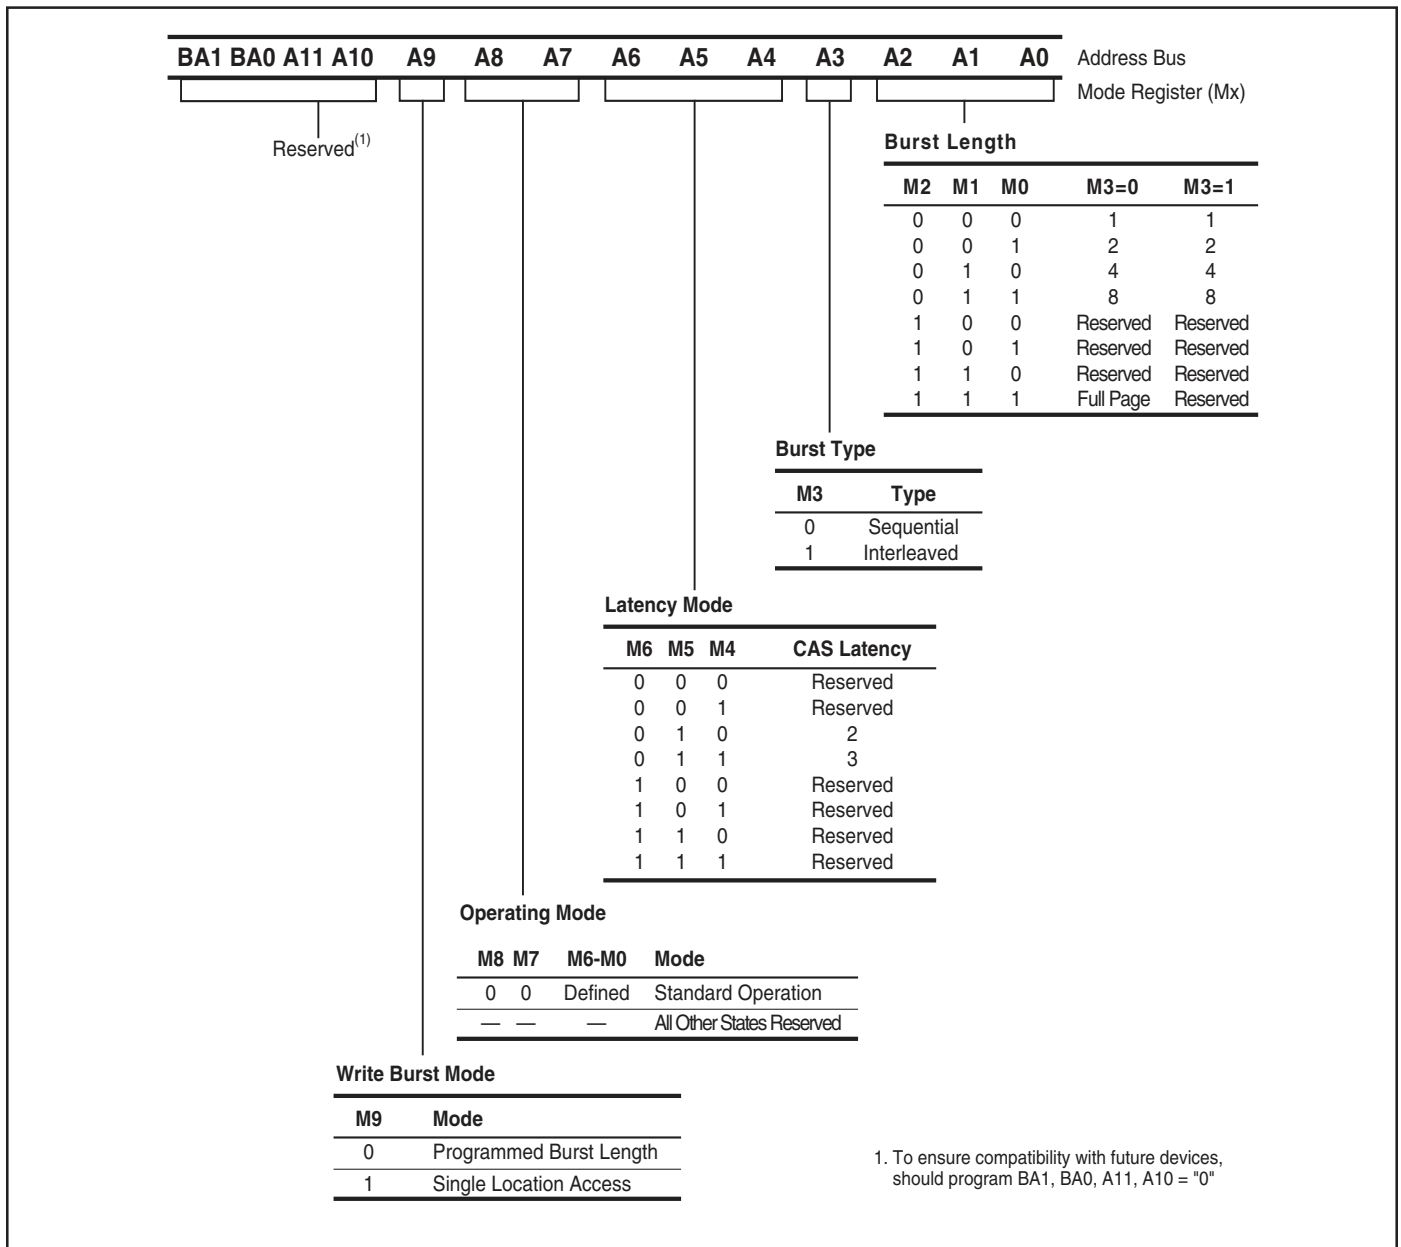 BA1 BA0 A11 A10 A9 A8 A7 A6 A5 A4 A3 A2 A1 A0 Address Bus
Mode Register (Mx)
Reserved(1)
Burst Length
M2 M1 M0 M3=0 M3=1
0 0 0 1 1
0 0 1 2 2
0 1 0 4 4
0 1 1 8 8
1 0 0 Reserved Reserved
1 0 1 Reserved Reserved
1 1 0 Reserved Reserved
1 1 1 Full Page Reserved
Burst Type
M3 Type
0 Sequential
1 Interleaved
Latency Mode
M6 M5 M4 CAS Latency
0 0 0 Reserved
0 0 1 Reserved
0 1 0 2
0 1 1 3
1 0 0 Reserved
1 0 1 Reserved
1 1 0 Reserved
1 1 1 Reserved
Operating Mode
M8 M7 M6-M0 Mode
0 0 Defined Standard Operation
— — — All Other States Reserved
Write Burst Mode
M9 Mode
0 Programmed Burst Length
1 Single Location Access
1. To ensure compatibility with future devices,
should program BA1, BA0, A11, A10 = "0"